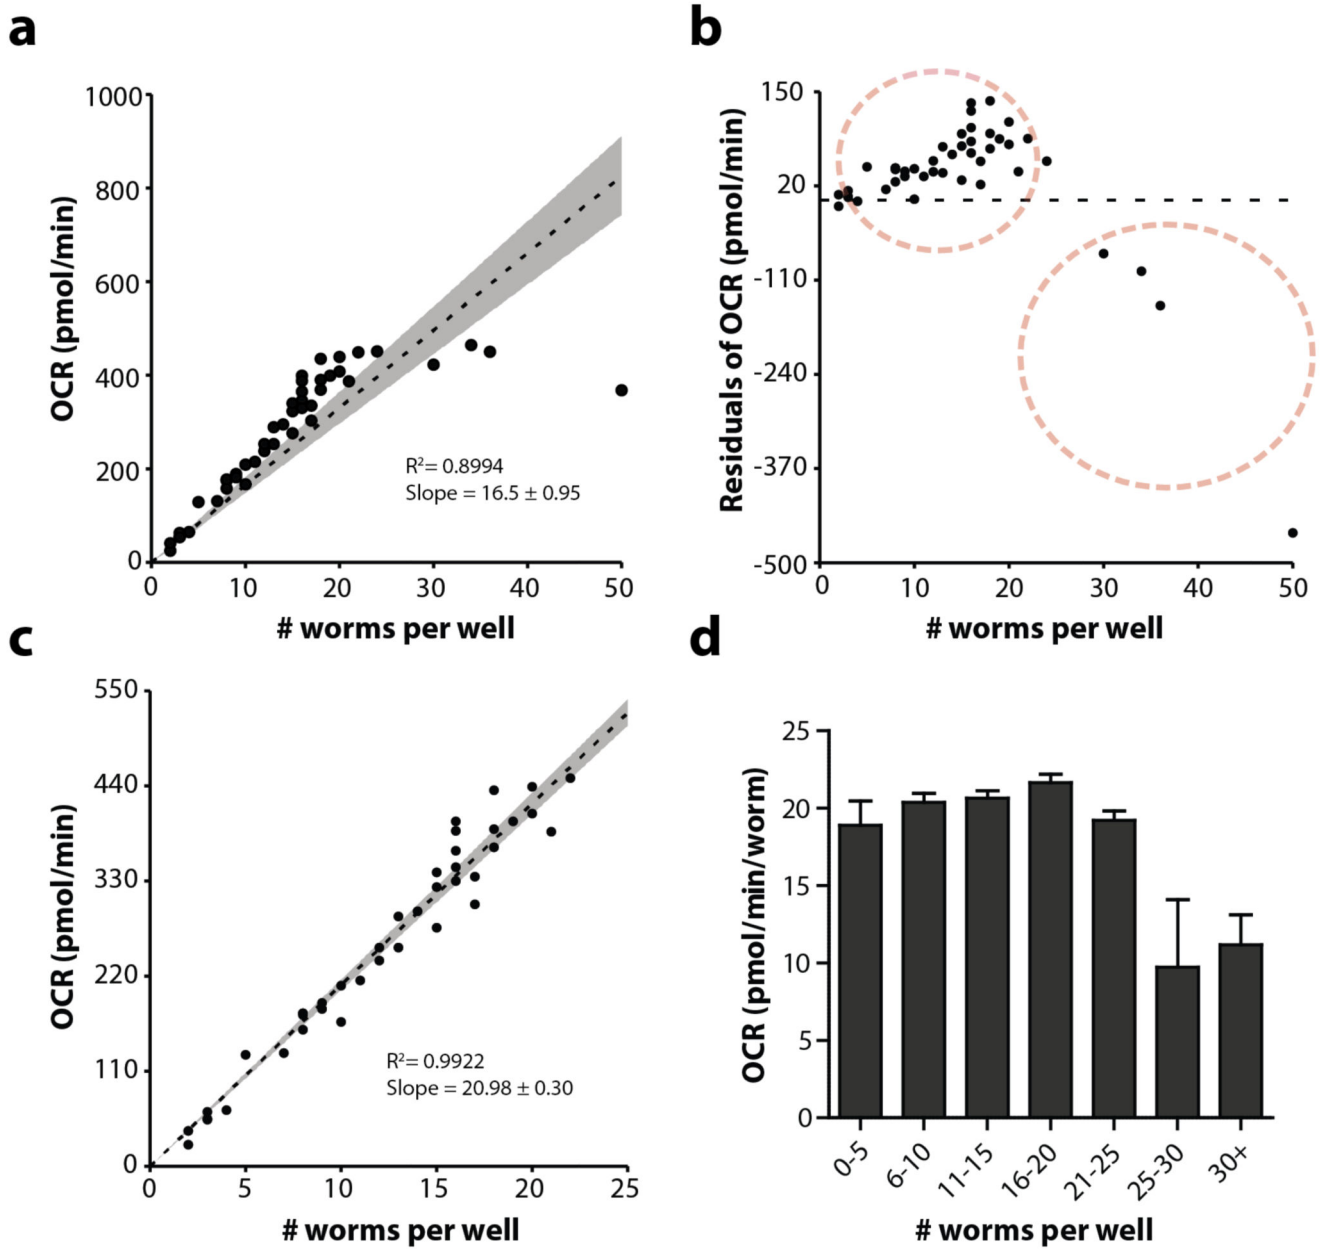 a
OCR (pmol/min)
1000
800
600
400
200
0
0 10 20 30 40 50
R²= 0.8994
Slope = 16.5 ± 0.95
# worms per well
b
Residuals of OCR (pmol/min)
150
20
-110
-240
-370
-500
0 10 20 30 40 50
# worms per well
c
OCR (pmol/min)
550
440
330
220
110
0
0 5 10 15 20 25
R²= 0.9922
Slope = 20.98 ± 0.30
# worms per well
d
OCR (pmol/min/worm)
25
20
15
10
5
0
0-5 6-10 11-15 16-20 21-25 25-30 30+
# worms per well